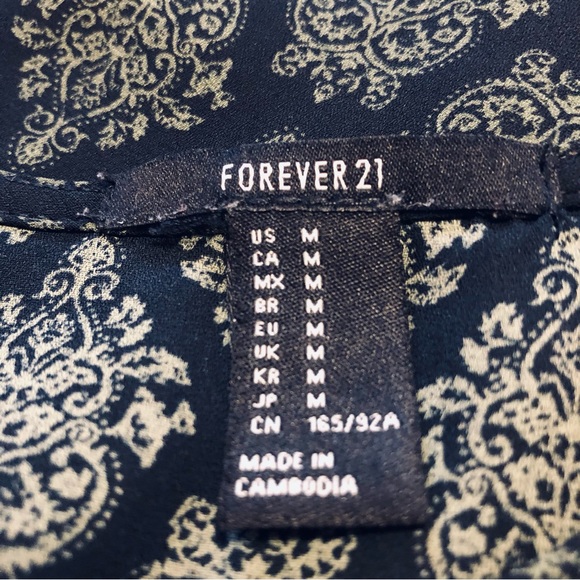 FOREVER 21
US M
CA M
MX M
BR M
EU M
UK M
KR M
JP M
CN 165/92A
MADE IN
CAMBODIA